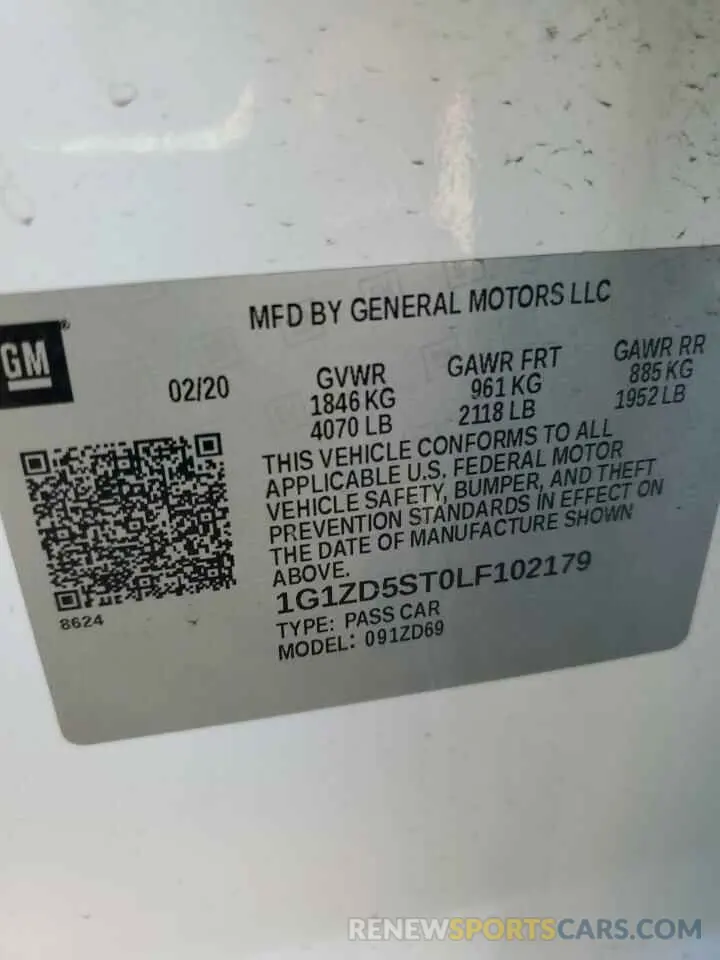 MFD BY GENERAL MOTORS LLC
GM®
02/20
GVWR
1846 KG
4070 LB
GAWR FRT
961 KG
2118 LB
GAWR RR
885 KG
1952 LB
THIS VEHICLE CONFORMS TO ALL
APPLICABLE U.S. FEDERAL MOTOR
VEHICLE SAFETY, BUMPER, AND THEFT
PREVENTION STANDARDS IN EFFECT ON
THE DATE OF MANUFACTURE SHOWN
ABOVE.
1G1ZD5ST0LF102179
TYPE: PASS CAR
MODEL: 091ZD69
8624
RENEWSPORTSCARS.COM